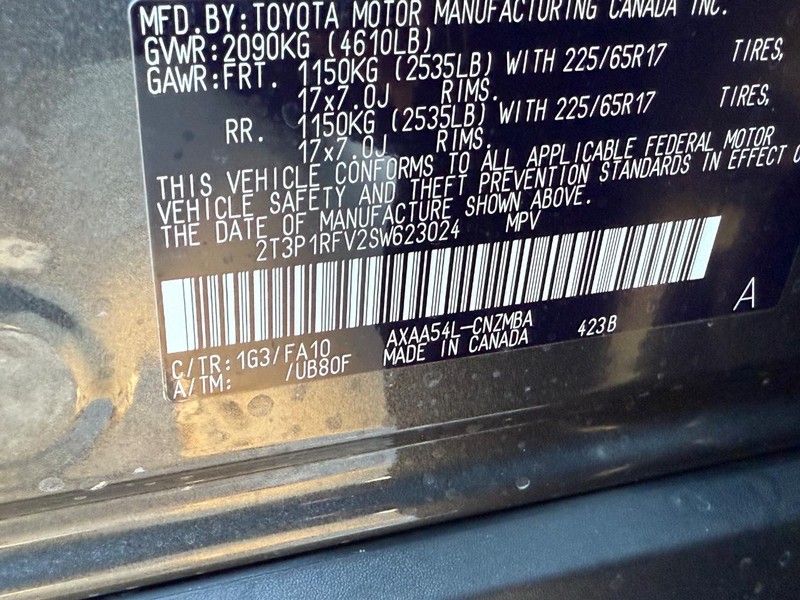 MFD.BY:TOYOTA MOTOR MANUFACTURING CANADA INC.
GVWR:2090KG (4610LB)
GAWR:FRT. 1150KG (2535LB) WITH 225/65R17 TIRES,
17x7.0J RIMS.
RR. 1150KG (2535LB) WITH 225/65R17 TIRES,
17x7.0J RIMS.
THIS VEHICLE CONFORMS TO ALL APPLICABLE FEDERAL MOTOR
VEHICLE SAFETY AND THEFT PREVENTION STANDARDS IN EFFECT
THE DATE OF MANUFACTURE SHOWN ABOVE.
2T3P1RFV2SW623024 MPV
A
C/TR:1G3/FA10 AXAA54L-CNZMBA 423B
A/TM: /UB80F MADE IN CANADA